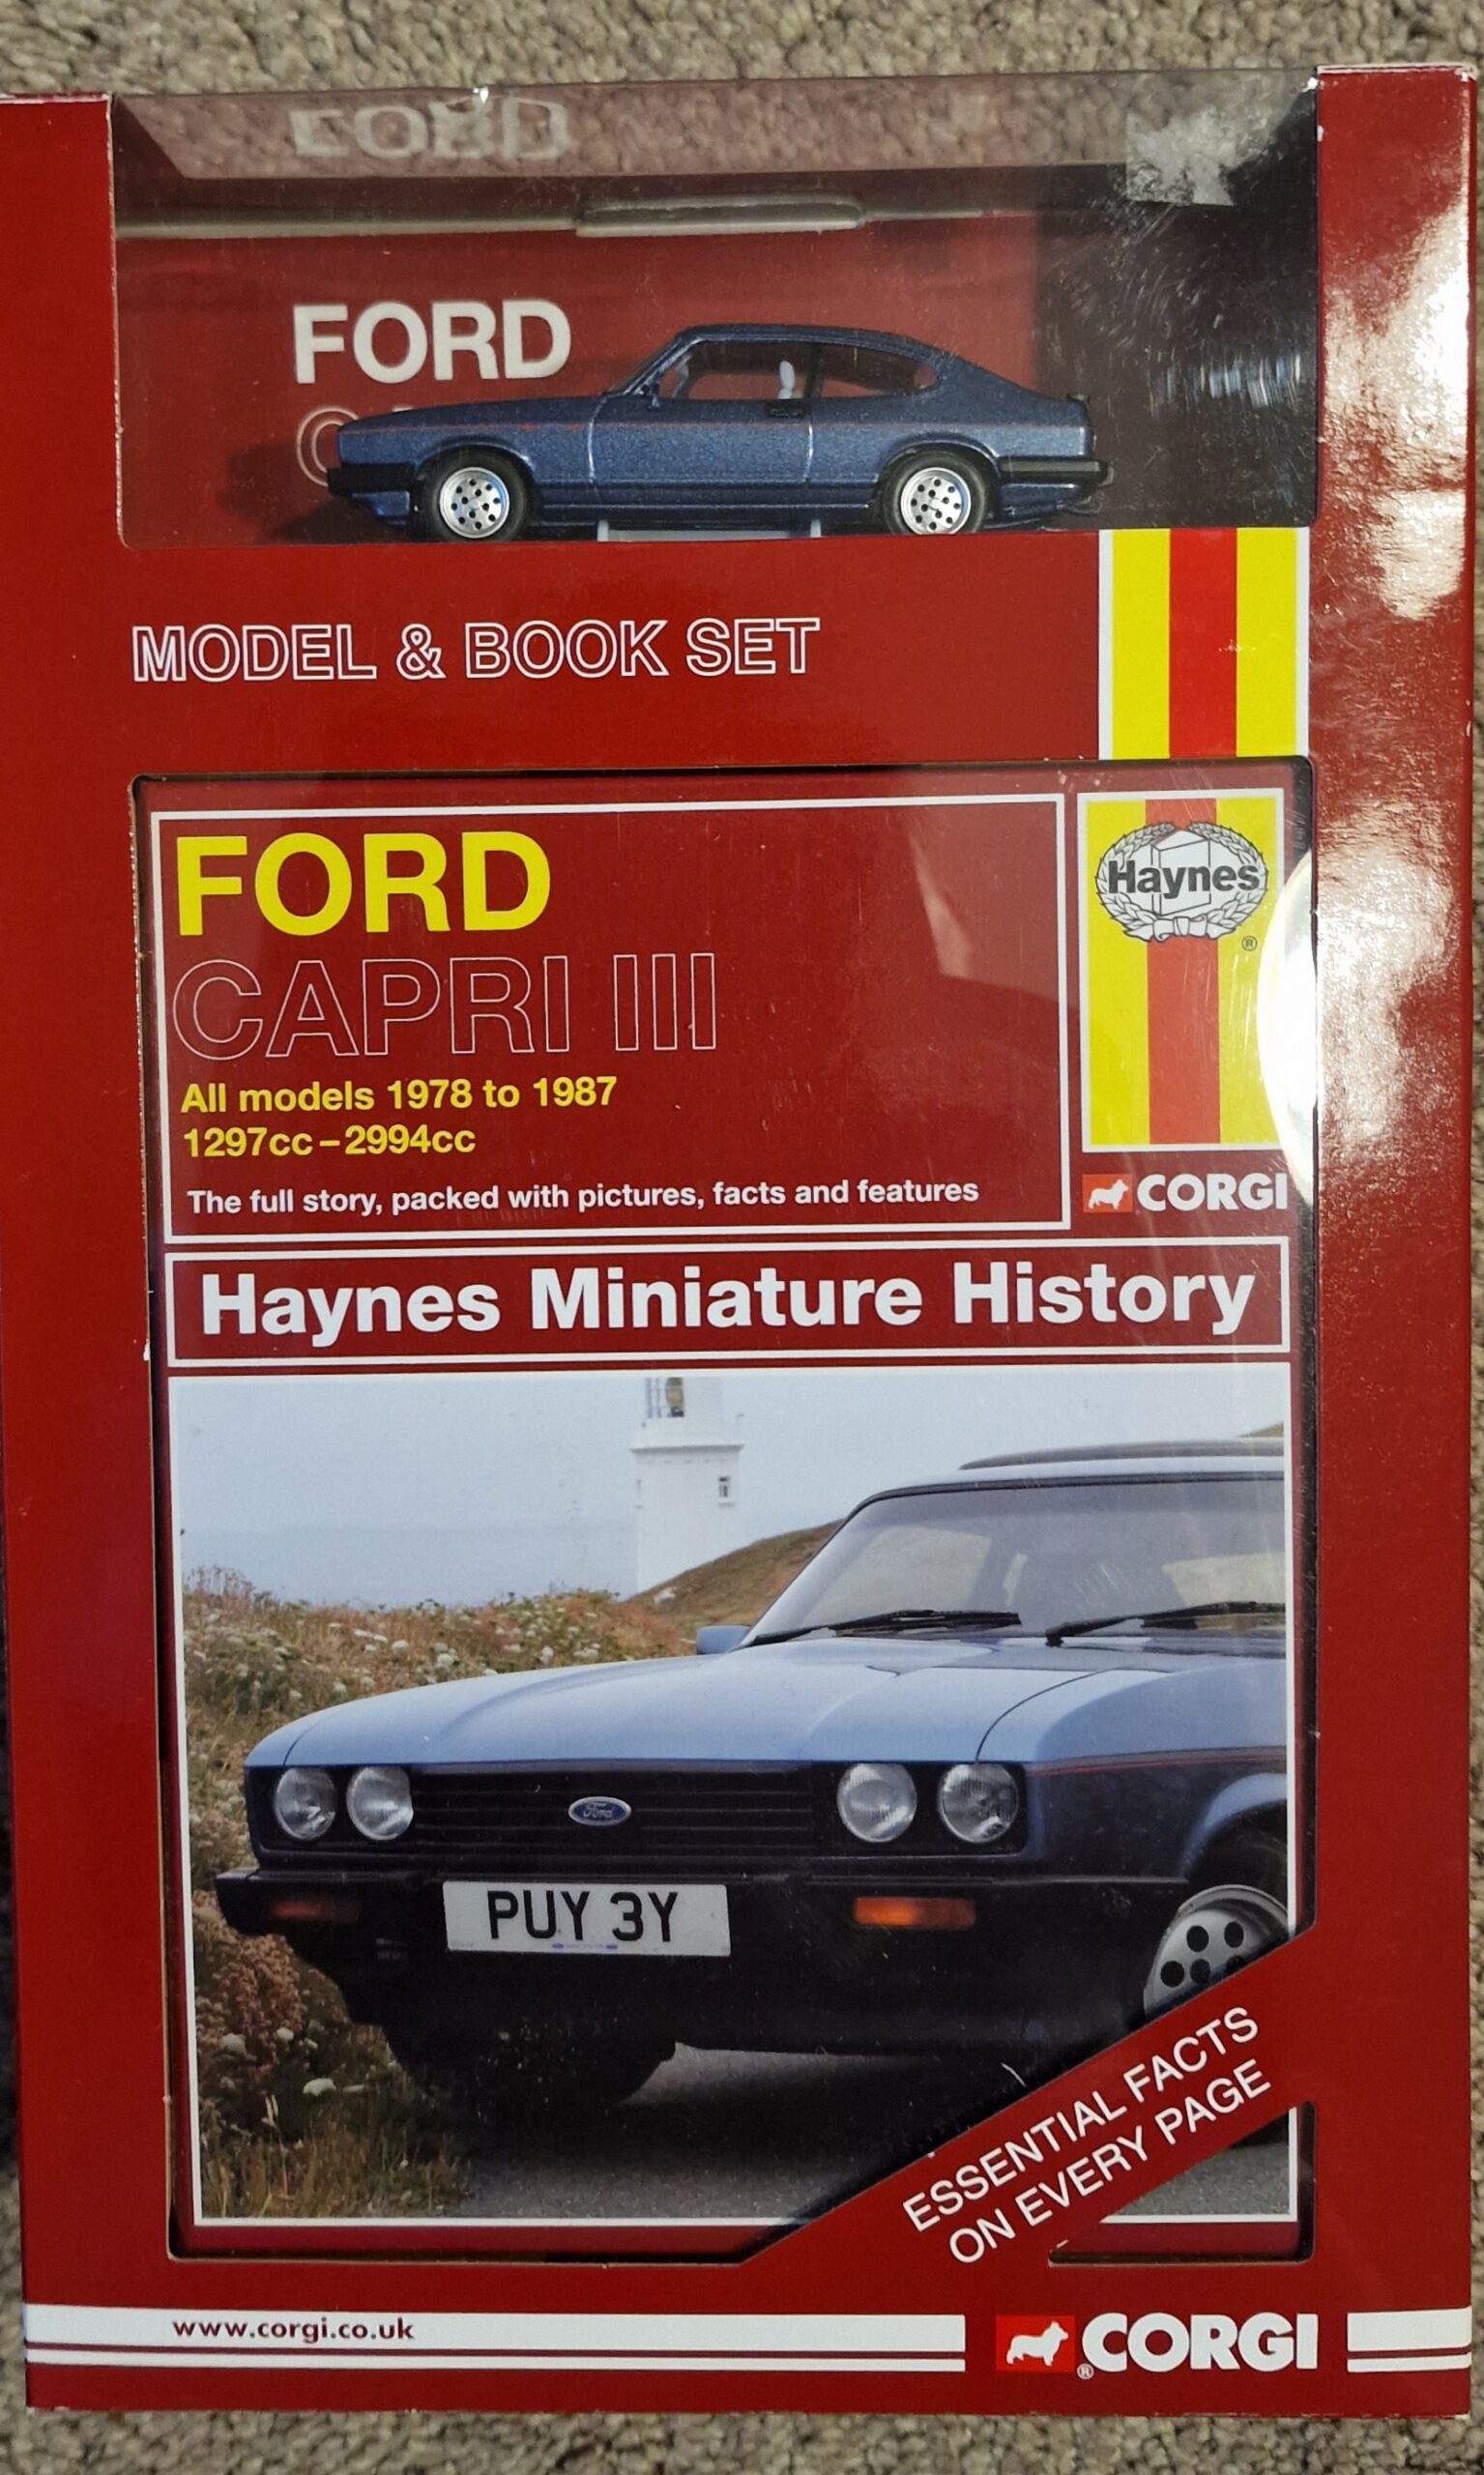 FORD
FORD
MODEL & BOOK SET
FORD
Haynes
®
CAPRI III
All models 1978 to 1987
1297cc – 2994cc
The full story, packed with pictures, facts and features
CORGI
Haynes Miniature History
Ford
PUY 3Y
ESSENTIAL FACTS
ON EVERY PAGE
www.corgi.co.uk
® CORGI